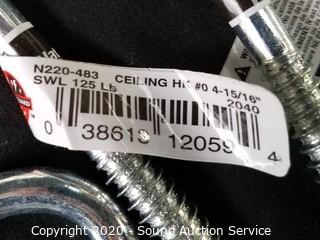 N220-483 CEILING HK #0 4-15/16"
SWL 125 Lb 2040
0 38613 12059 4
Copyright 2020 - Sound Auction Service